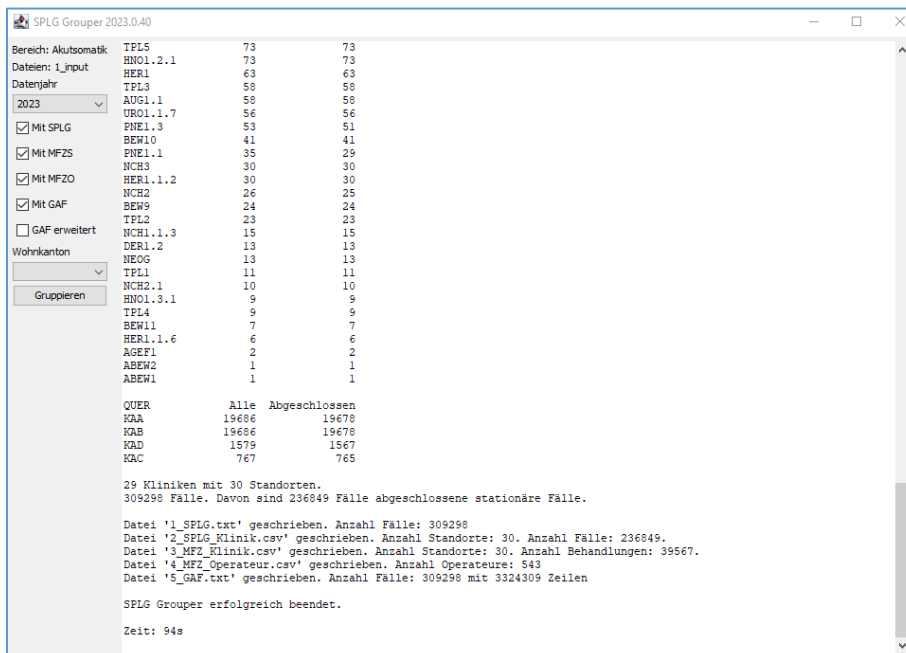 SPLG Grouper 2023.0.40
Bereich: Akutsomatik
Dateien: 1_input
Datenjahr
2023
Mit SPLG
Mit MFZS
Mit MFZO
Mit GAF
GAF erweitert
Wohnkanton
Gruppieren
TPL5 73 73
HNO1.2.1 73 73
HER1 63 63
TPL3 58 58
AUG1.1 58 58
URO1.1.7 56 56
PNE1.3 53 51
BEW10 41 41
PNE1.1 35 29
NCH3 30 30
HER1.1.2 30 30
NCH2 26 25
BEW9 24 24
TPL2 23 23
NCH1.1.3 15 15
DER1.2 13 13
NEOG 13 13
TPL1 11 11
NCH2.1 10 10
HNO1.3.1 9 9
TPL4 9 9
BEW11 7 7
HER1.1.6 6 6
AGEF1 2 2
ABEW2 1 1
ABEW1 1 1
QUER Alle Abgeschlossen
KAA 19686 19678
KAB 19686 19678
KAD 1579 1567
KAC 767 765
29 Kliniken mit 30 Standorten.
309298 Fälle. Davon sind 236849 Fälle abgeschlossene stationäre Fälle.
Datei '1_SPLG.txt' geschrieben. Anzahl Fälle: 309298
Datei '2_SPLG_Klinik.csv' geschrieben. Anzahl Standorte: 30. Anzahl Fälle: 236849.
Datei '3_MFZ_Klinik.csv' geschrieben. Anzahl Standorte: 30. Anzahl Behandlungen: 39567.
Datei '4_MFZ_Operateur.csv' geschrieben. Anzahl Operateure: 543
Datei '5_GAF.txt' geschrieben. Anzahl Fälle: 309298 mit 3324309 Zeilen
SPLG Grouper erfolgreich beendet.
Zeit: 94s